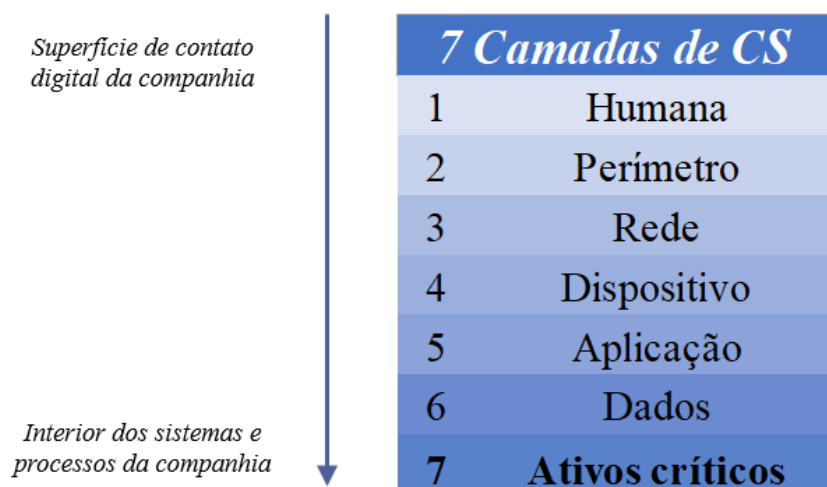 Superfície de contato
digital da companhia
7 Camadas de CS
1 Humana
2 Perímetro
3 Rede
4 Dispositivo
5 Aplicação
6 Dados
Interior dos sistemas e
processos da companhia
7 Ativos críticos